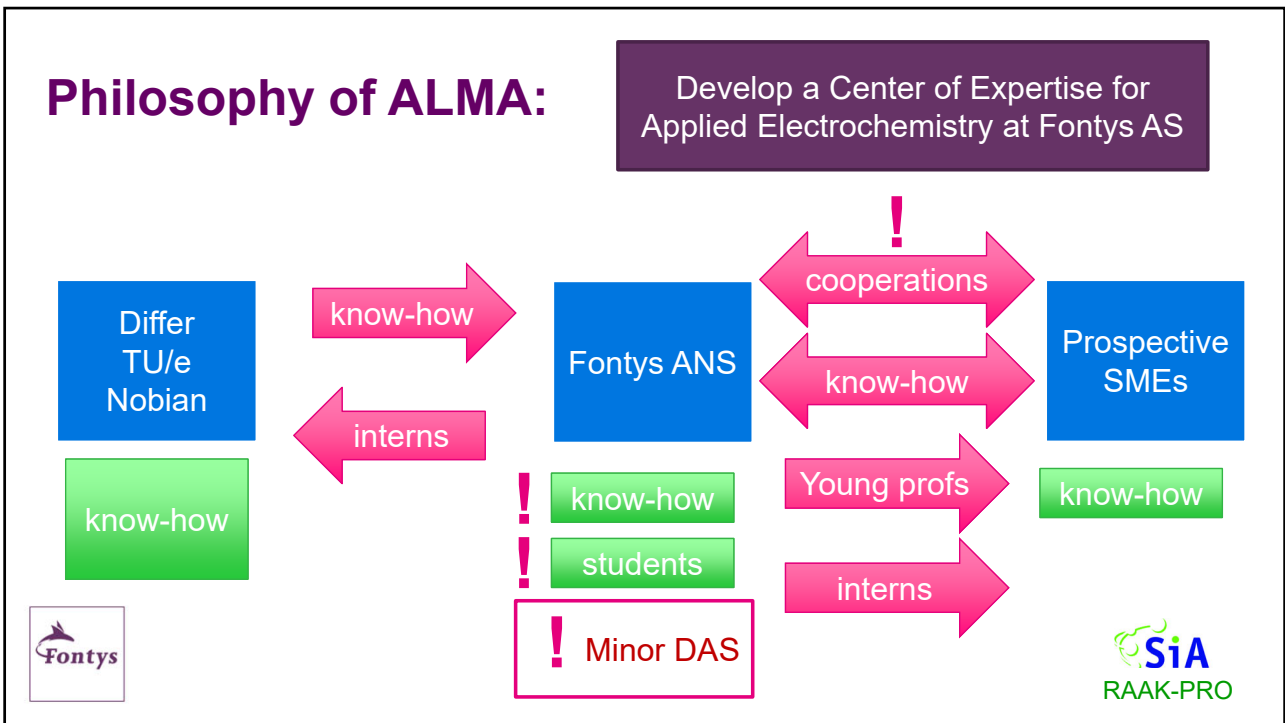 Philosophy of ALMA:
Develop a Center of Expertise for
Applied Electrochemistry at Fontys AS
!
cooperations
know-how
Differ
TU/e
Nobian
Fontys ANS
Prospective
SMEs
know-how
interns
know-how
! know-how
! students
! Minor DAS
Young profs
interns
know-how
Fontys
SiA
RAAK-PRO